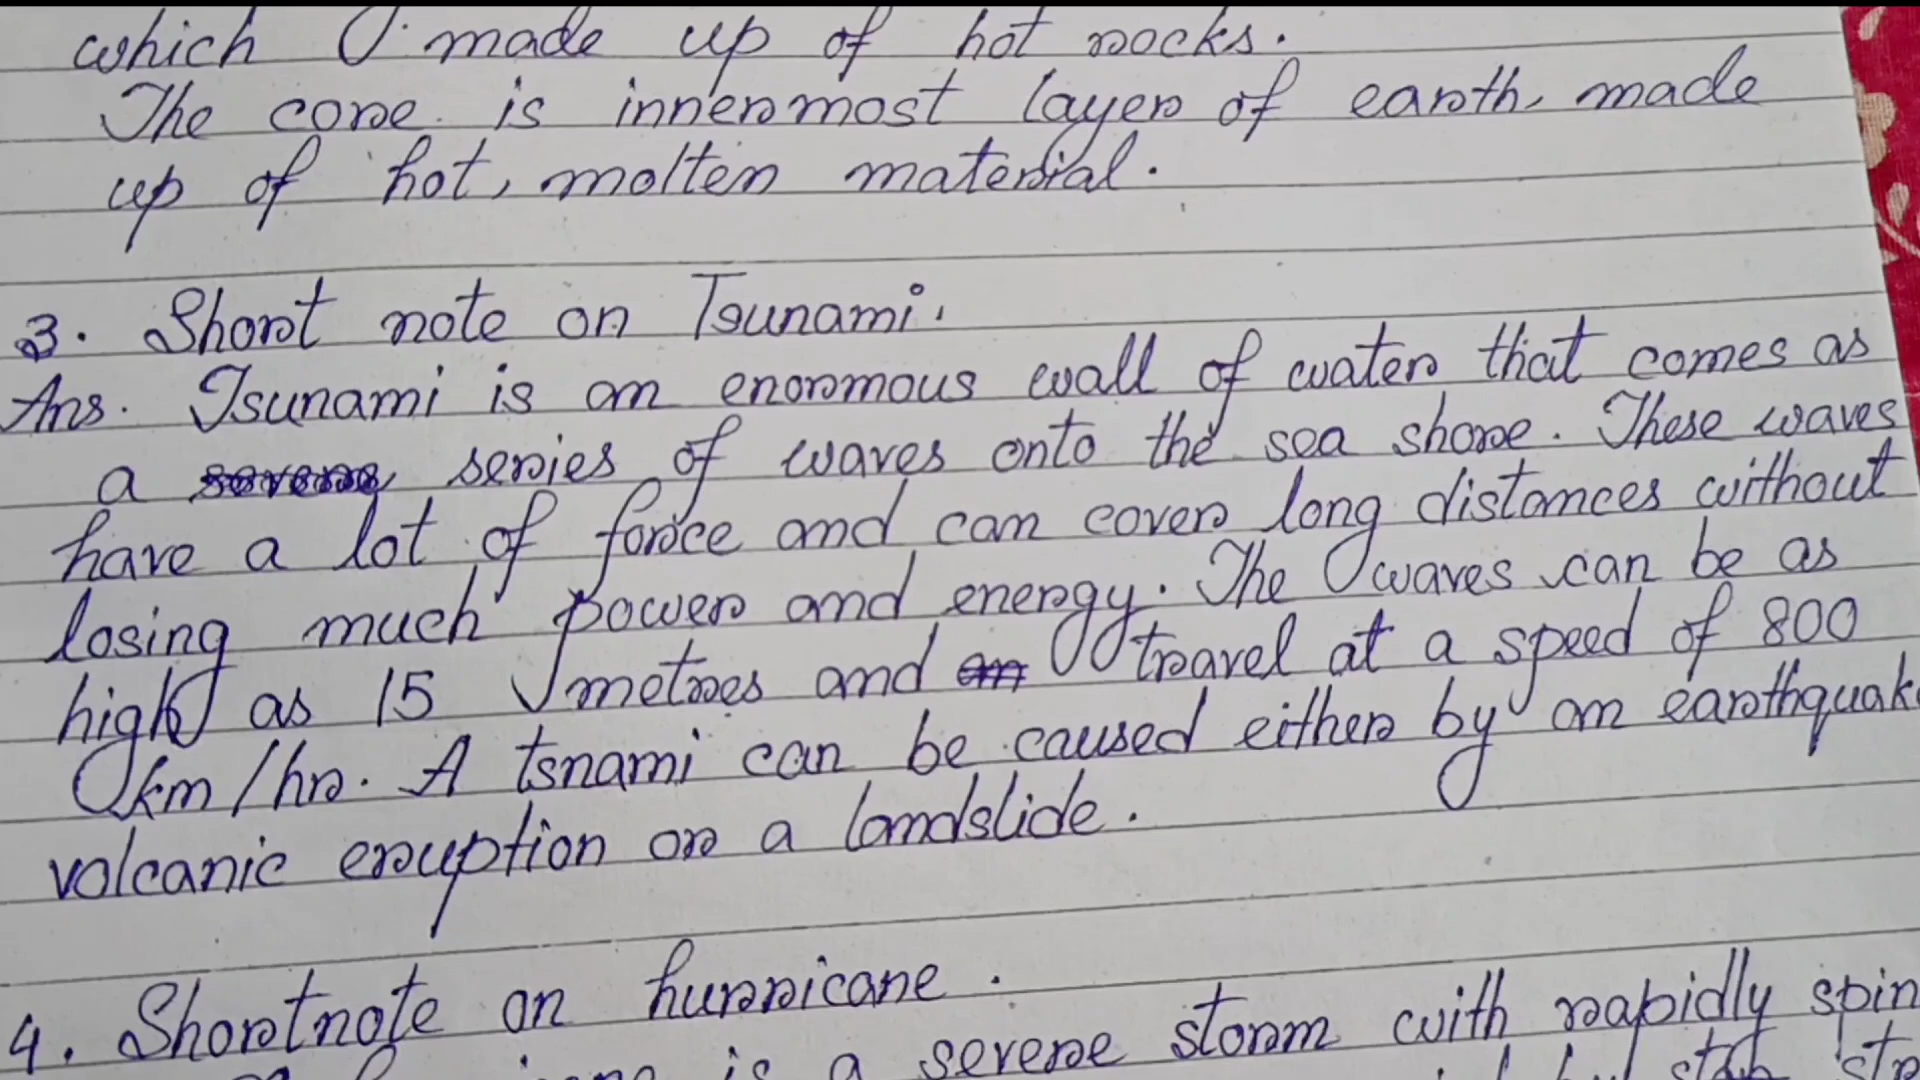 which made up of hot rocks.
The core is innermost layer of earth, made
up of hot, molten material.
3. Short note on Tsunami.
Ans. Tsunami is an enormous wall of water that comes as
a series of waves onto the sea shore. These waves
have a lot of force and can cover long distances without
losing much power and energy. The waves can be as
high as 15 metres and travel at a speed of 800
km/hr. A tsnami can be caused either by an earthquake
volcanic eruption or a landslide.
4. Shortnote on hurricane.
is a severe storm with rapidly spin